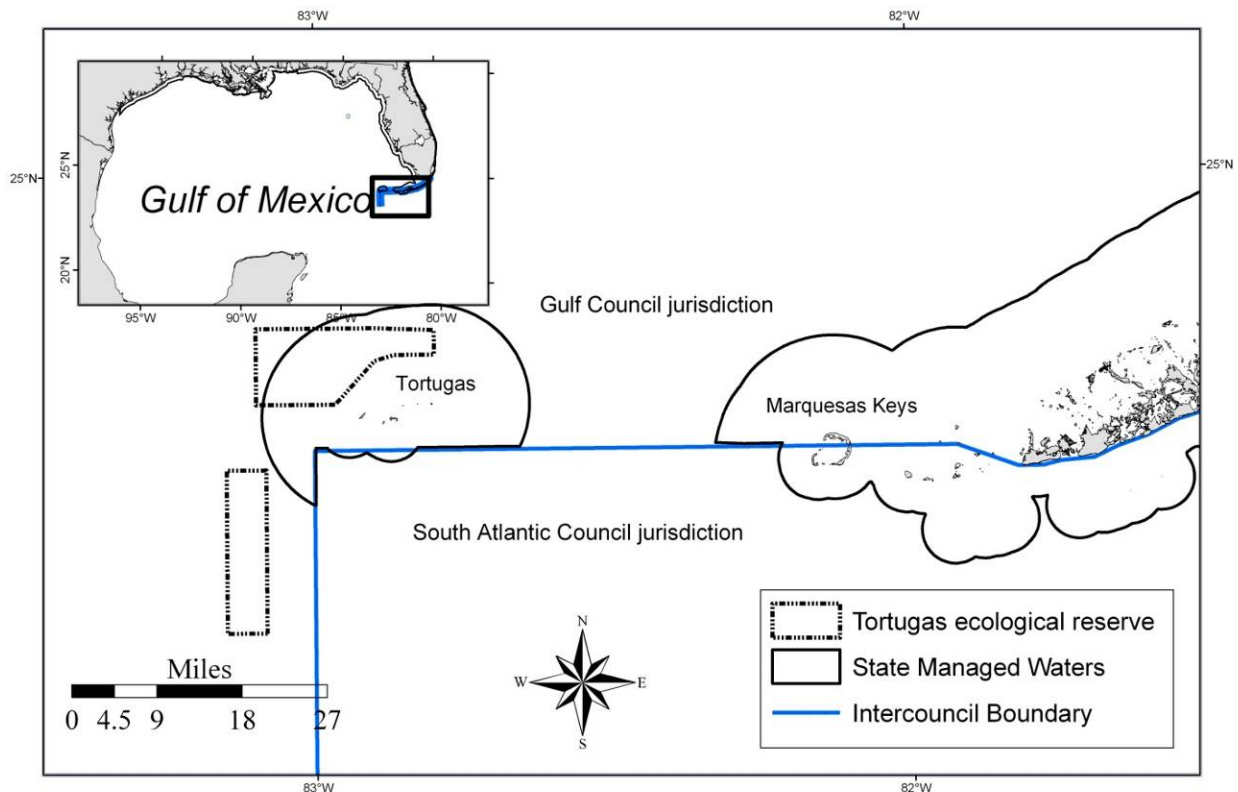 83°W 82°W
25°N 25°N
25°N
Gulf of Mexico
20°N
95°W 90°W 85°W 80°W
Gulf Council jurisdiction
Tortugas
Marquesas Keys
South Atlantic Council jurisdiction
N
W E
S
Miles
0 4.5 9 18 27
Tortugas ecological reserve
State Managed Waters
Intercouncil Boundary
83°W 82°W